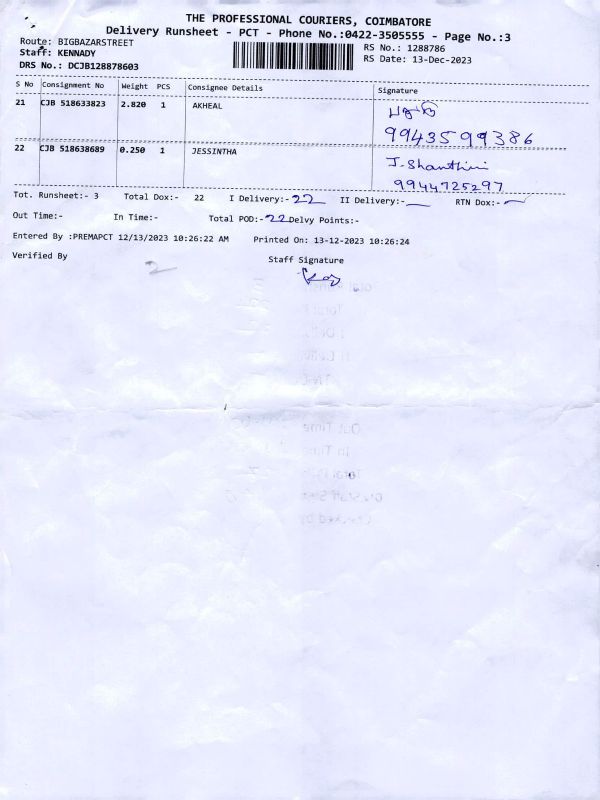 THE PROFESSIONAL COURIERS, COIMBATORE
Delivery Runsheet - PCT - Phone No.:0422-3505555 - Page No.:3
Route: BIGBAZARSTREET RS No.: 1288786
Staff: KENNADY RS Date: 13-Dec-2023
DRS No.: DCJB128878603
S No Consignment No Weight PCS Consignee Details Signature
21 CJB 518633823 2.820 1 AKHEAL
9943599386
22 CJB 518638689 0.250 1 JESSINTHA J. Shanthini
9944725297
Tot. Runsheet:- 3 Total Dox:- 22 I Delivery:- 22 II Delivery:- RTN Dox:-
Out Time:- In Time:- Total POD:- 22 Delvy Points:-
Entered By :PREMAPCT 12/13/2023 10:26:22 AM Printed On: 13-12-2023 10:26:24
Verified By Staff Signature
2